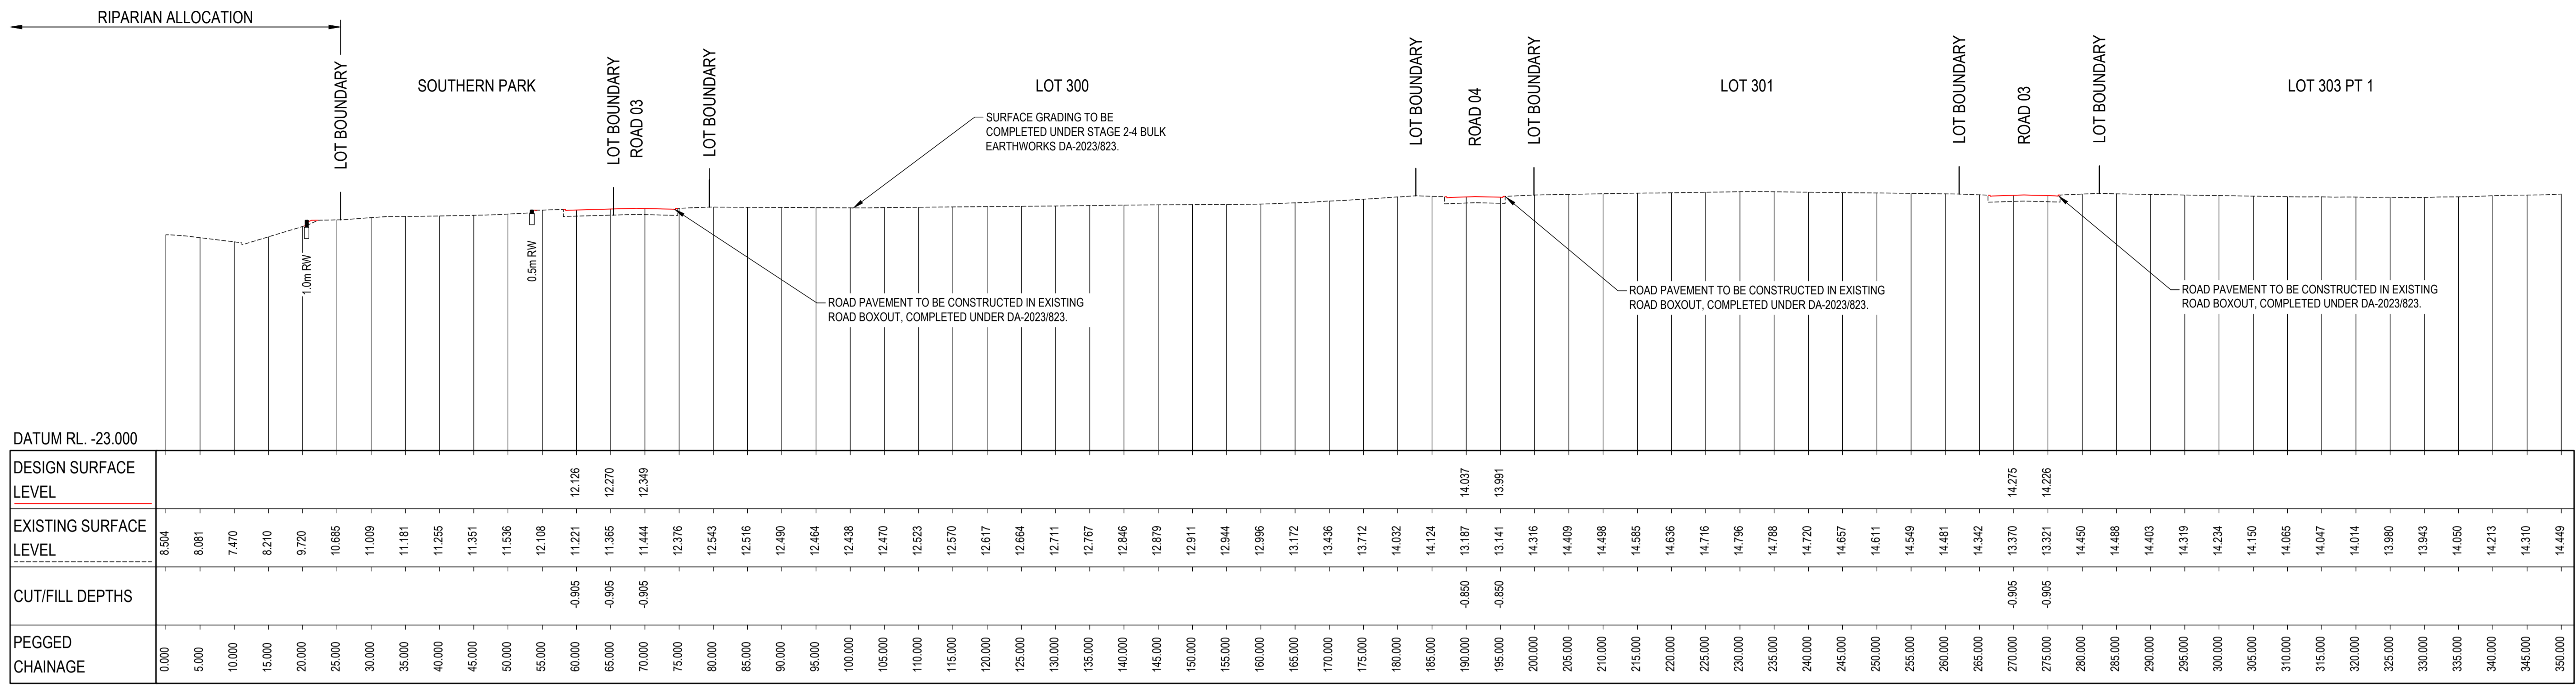 RIPARIAN ALLOCATION
LOT BOUNDARY
SOUTHERN PARK
LOT BOUNDARY
ROAD 03
LOT BOUNDARY
LOT 300
SURFACE GRADING TO BE
COMPLETED UNDER STAGE 2-4 BULK
EARTHWORKS DA-2023/823.
LOT BOUNDARY
ROAD 04
LOT BOUNDARY
LOT 301
LOT BOUNDARY
ROAD 03
LOT BOUNDARY
LOT 303 PT 1
1.0m RW
0.5m RW
ROAD PAVEMENT TO BE CONSTRUCTED IN EXISTING
ROAD BOXOUT, COMPLETED UNDER DA-2023/823.
ROAD PAVEMENT TO BE CONSTRUCTED IN EXISTING
ROAD BOXOUT, COMPLETED UNDER DA-2023/823.
ROAD PAVEMENT TO BE CONSTRUCTED IN EXISTING
ROAD BOXOUT, COMPLETED UNDER DA-2023/823.
DATUM RL. -23.000
DESIGN SURFACE
LEVEL
12.126 12.270 12.349 14.037 13.991 14.275 14.226
EXISTING SURFACE
LEVEL
8.504 8.081 7.470 8.210 9.720 10.685 11.009 11.181 11.255 11.351 11.536 12.108 11.221 11.365 11.444 12.376 12.543 12.516 12.490 12.464 12.438 12.470 12.523 12.570 12.617 12.664 12.711 12.767 12.846 12.879 12.911 12.944 12.996 13.172 13.436 13.712 14.032 14.124 13.187 13.141 14.316 14.409 14.498 14.585 14.636 14.716 14.796 14.788 14.720 14.657 14.611 14.549 14.481 14.342 13.370 13.321 14.450 14.488 14.403 14.319 14.234 14.150 14.065 14.047 14.014 13.980 13.943 14.050 14.213 14.310 14.449
CUT/FILL DEPTHS
-0.905 -0.905 -0.905 -0.850 -0.850 -0.905 -0.905
PEGGED
CHAINAGE
0.000 5.000 10.000 15.000 20.000 25.000 30.000 35.000 40.000 45.000 50.000 55.000 60.000 65.000 70.000 75.000 80.000 85.000 90.000 95.000 100.000 105.000 110.000 115.000 120.000 125.000 130.000 135.000 140.000 145.000 150.000 155.000 160.000 165.000 170.000 175.000 180.000 185.000 190.000 195.000 200.000 205.000 210.000 215.000 220.000 225.000 230.000 235.000 240.000 245.000 250.000 255.000 260.000 265.000 270.000 275.000 280.000 285.000 290.000 295.000 300.000 305.000 310.000 315.000 320.000 325.000 330.000 335.000 340.000 345.000 350.000